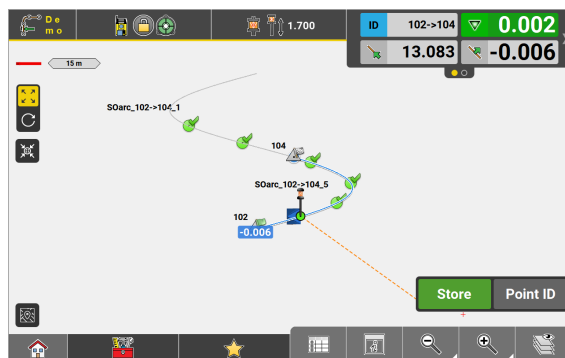 De
mo
1.700
ID 102->104 0.002
13.083 -0.006
15 m
SOarc_102->104_1
104
SOarc_102->104_5
102
-0.006
Store Point ID